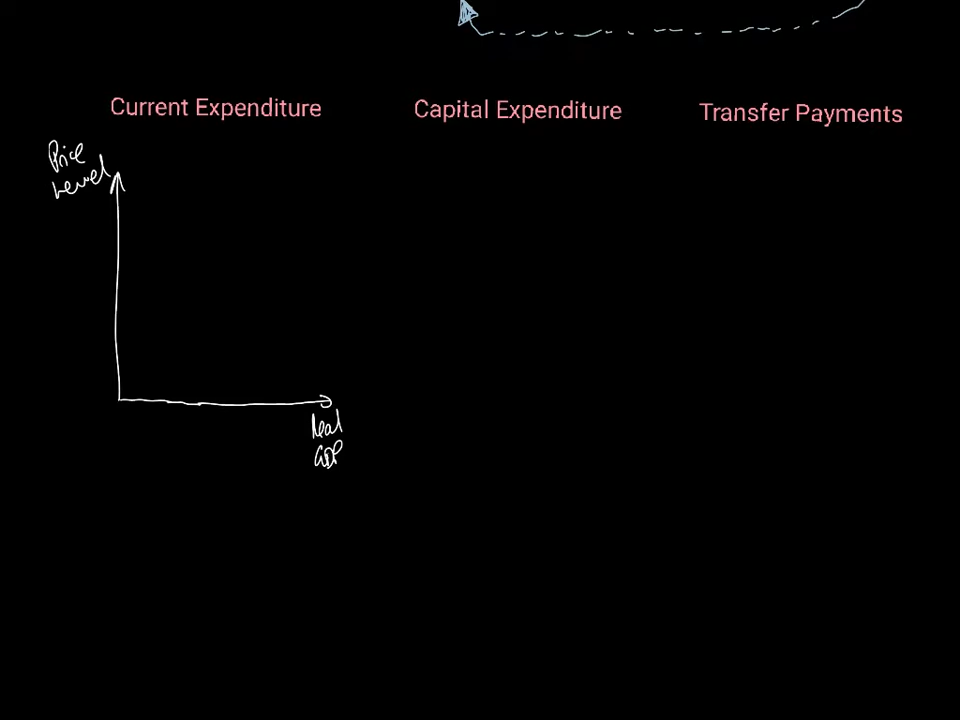 Current Expenditure
Capital Expenditure
Transfer Payments
Price
Level
Real
GDP